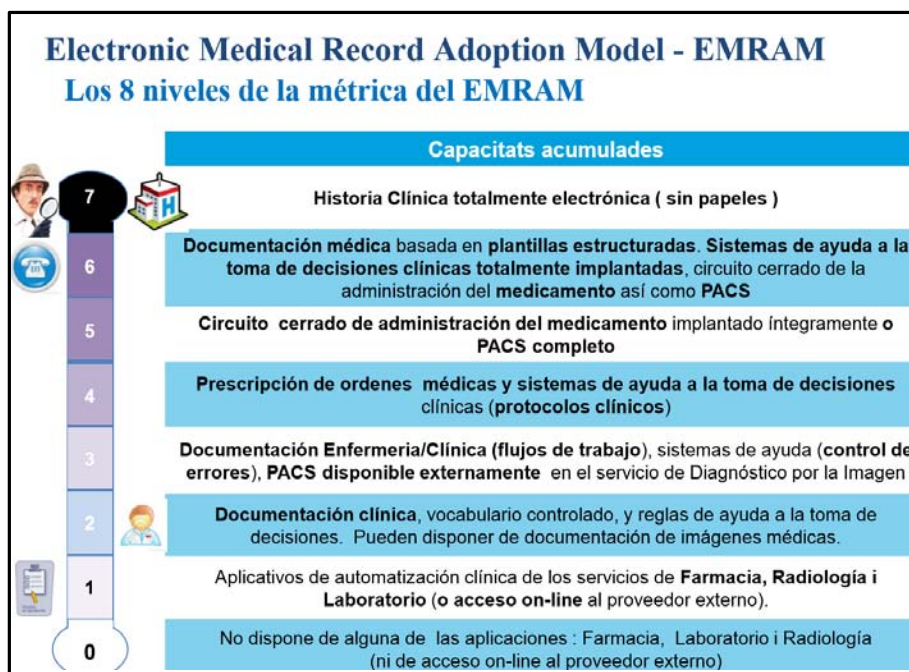 Electronic Medical Record Adoption Model - EMRAM
Los 8 niveles de la métrica del EMRAM
Capacitats acumulades
7
Historia Clínica totalmente electrónica ( sin papeles )
6
Documentación médica basada en plantillas estructuradas. Sistemas de ayuda a la
toma de decisiones clínicas totalmente implantadas, circuito cerrado de la
administración del medicamento así como PACS
5
Circuito cerrado de administración del medicamento implantado íntegramente o
PACS completo
4
Prescripción de ordenes médicas y sistemas de ayuda a la toma de decisiones
clínicas (protocolos clínicos)
3
Documentación Enfermeria/Clínica (flujos de trabajo), sistemas de ayuda (control de
errores), PACS disponible externamente en el servicio de Diagnóstico por la Imagen
2
Documentación clínica, vocabulario controlado, y reglas de ayuda a la toma de
decisiones. Pueden disponer de documentación de imágenes médicas.
1
Aplicativos de automatización clínica de los servicios de Farmacia, Radiología i
Laboratorio (o acceso on-line al proveedor externo).
0
No dispone de alguna de las aplicaciones : Farmacia, Laboratorio i Radiología
(ni de acceso on-line al proveedor externo)
H